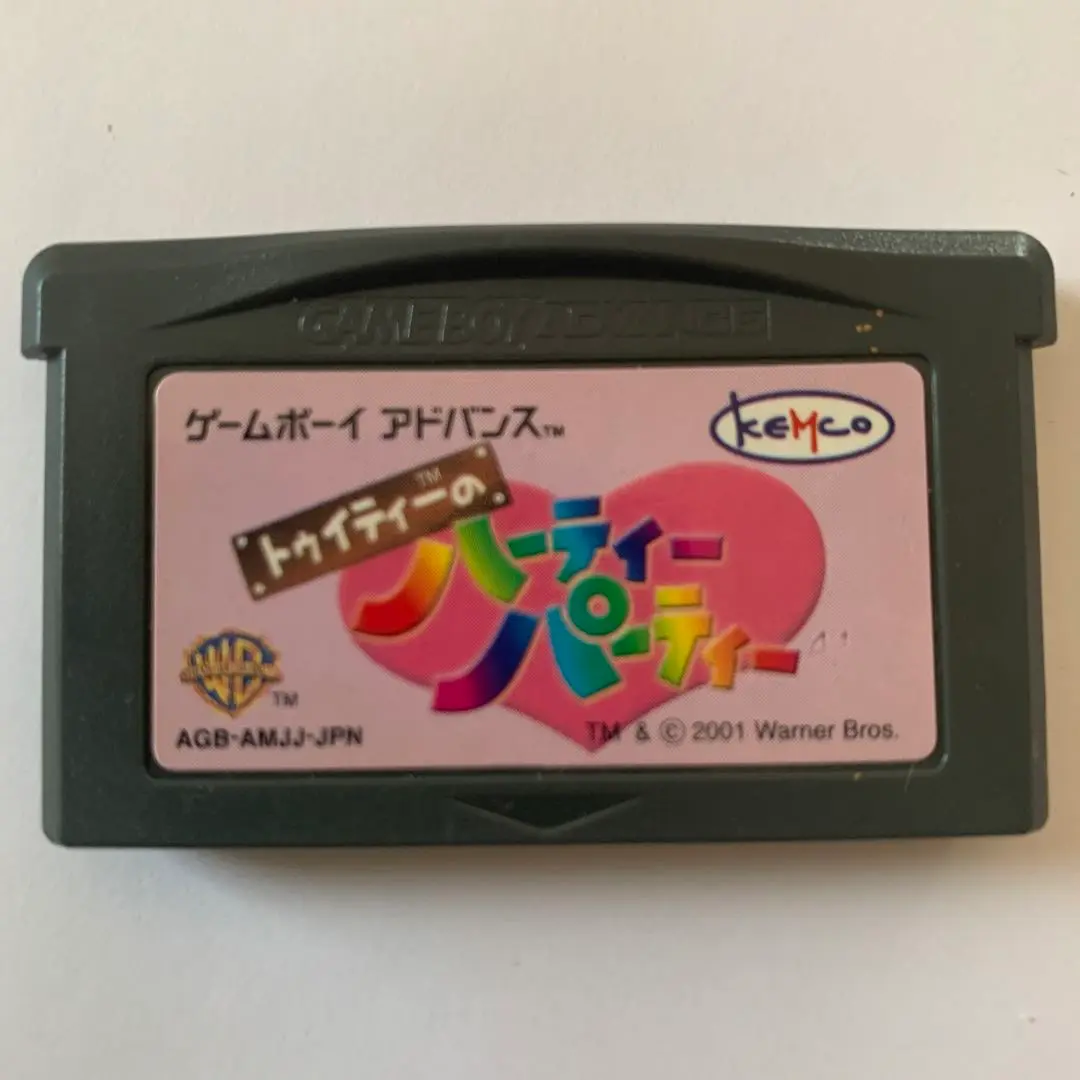 GAME BOY ADVANCE
ゲームボーイ アドバンス™
KEMCO
トゥイティー™の
ハーティー
パーティー
WB
TM
AGB-AMJJ-JPN
TM & © 2001 Warner Bros.